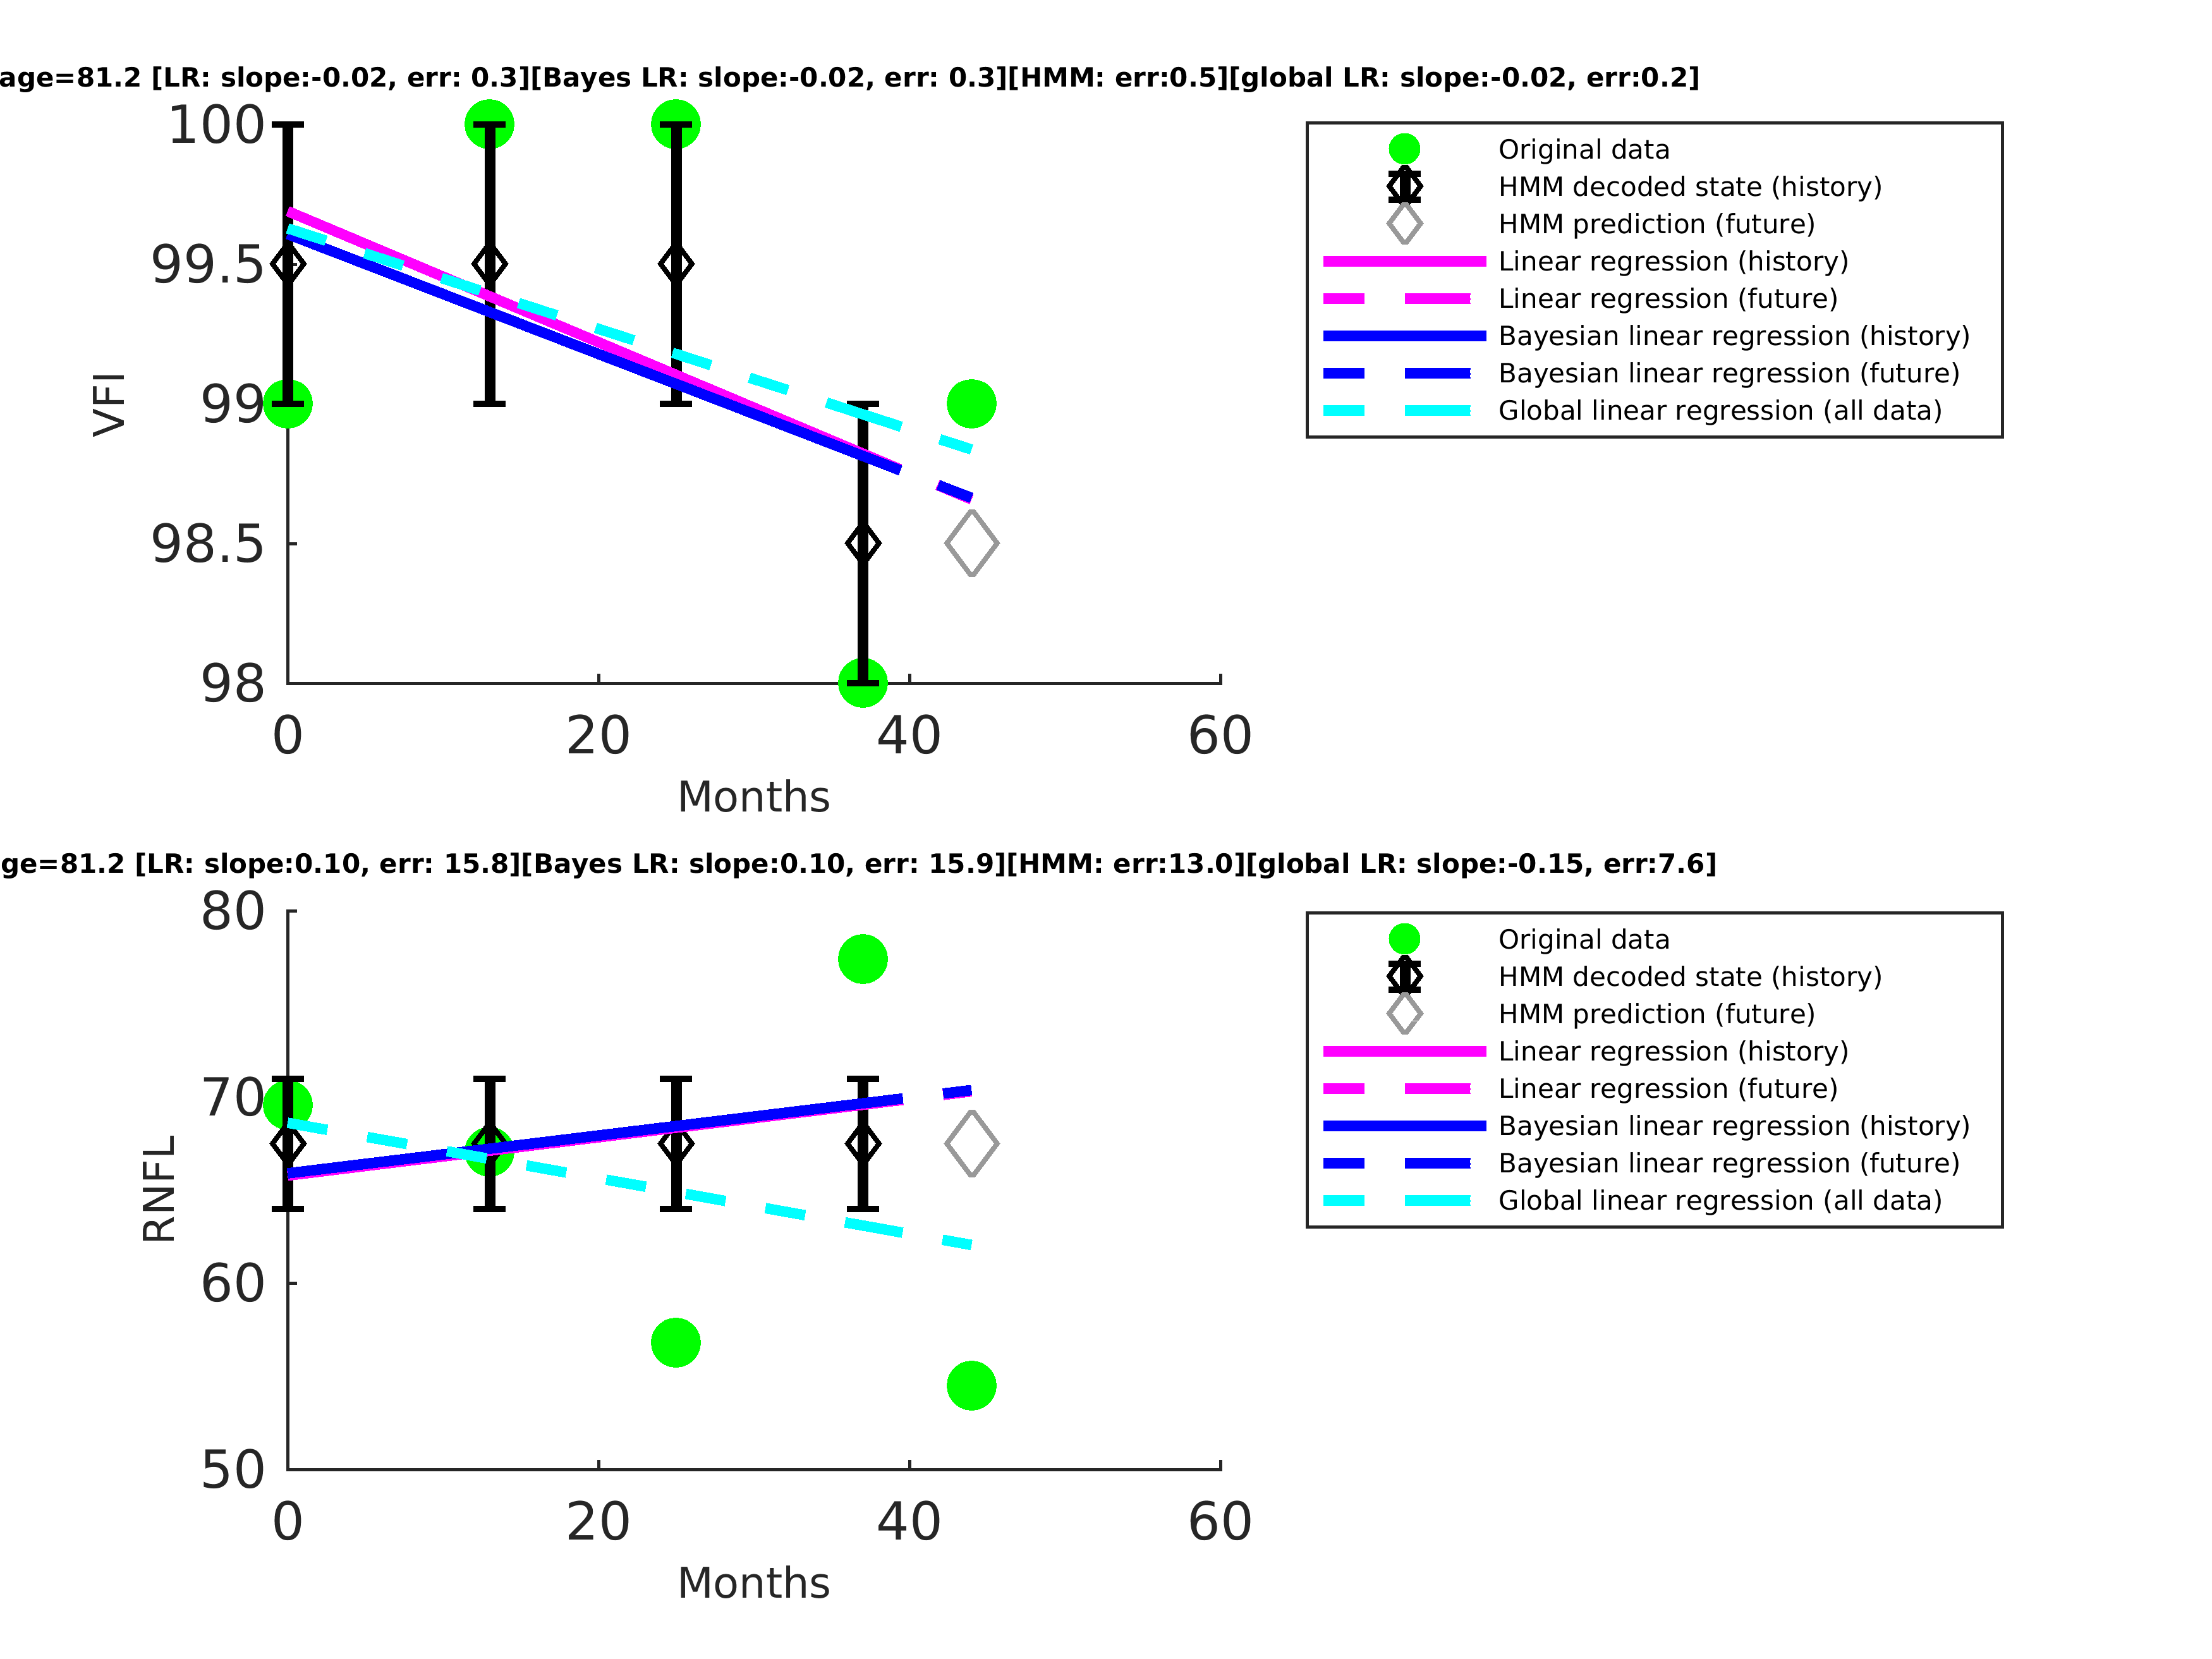 age=81.2 [LR: slope:-0.02, err: 0.3][Bayes LR: slope:-0.02, err: 0.3][HMM: err:0.5][global LR: slope:-0.02, err:0.2]
100
99.5
99
98.5
98
VFI
0 20 40 60
Months
Original data
HMM decoded state (history)
HMM prediction (future)
Linear regression (history)
Linear regression (future)
Bayesian linear regression (history)
Bayesian linear regression (future)
Global linear regression (all data)
ge=81.2 [LR: slope:0.10, err: 15.8][Bayes LR: slope:0.10, err: 15.9][HMM: err:13.0][global LR: slope:-0.15, err:7.6]
80
70
60
50
RNFL
0 20 40 60
Months
Original data
HMM decoded state (history)
HMM prediction (future)
Linear regression (history)
Linear regression (future)
Bayesian linear regression (history)
Bayesian linear regression (future)
Global linear regression (all data)